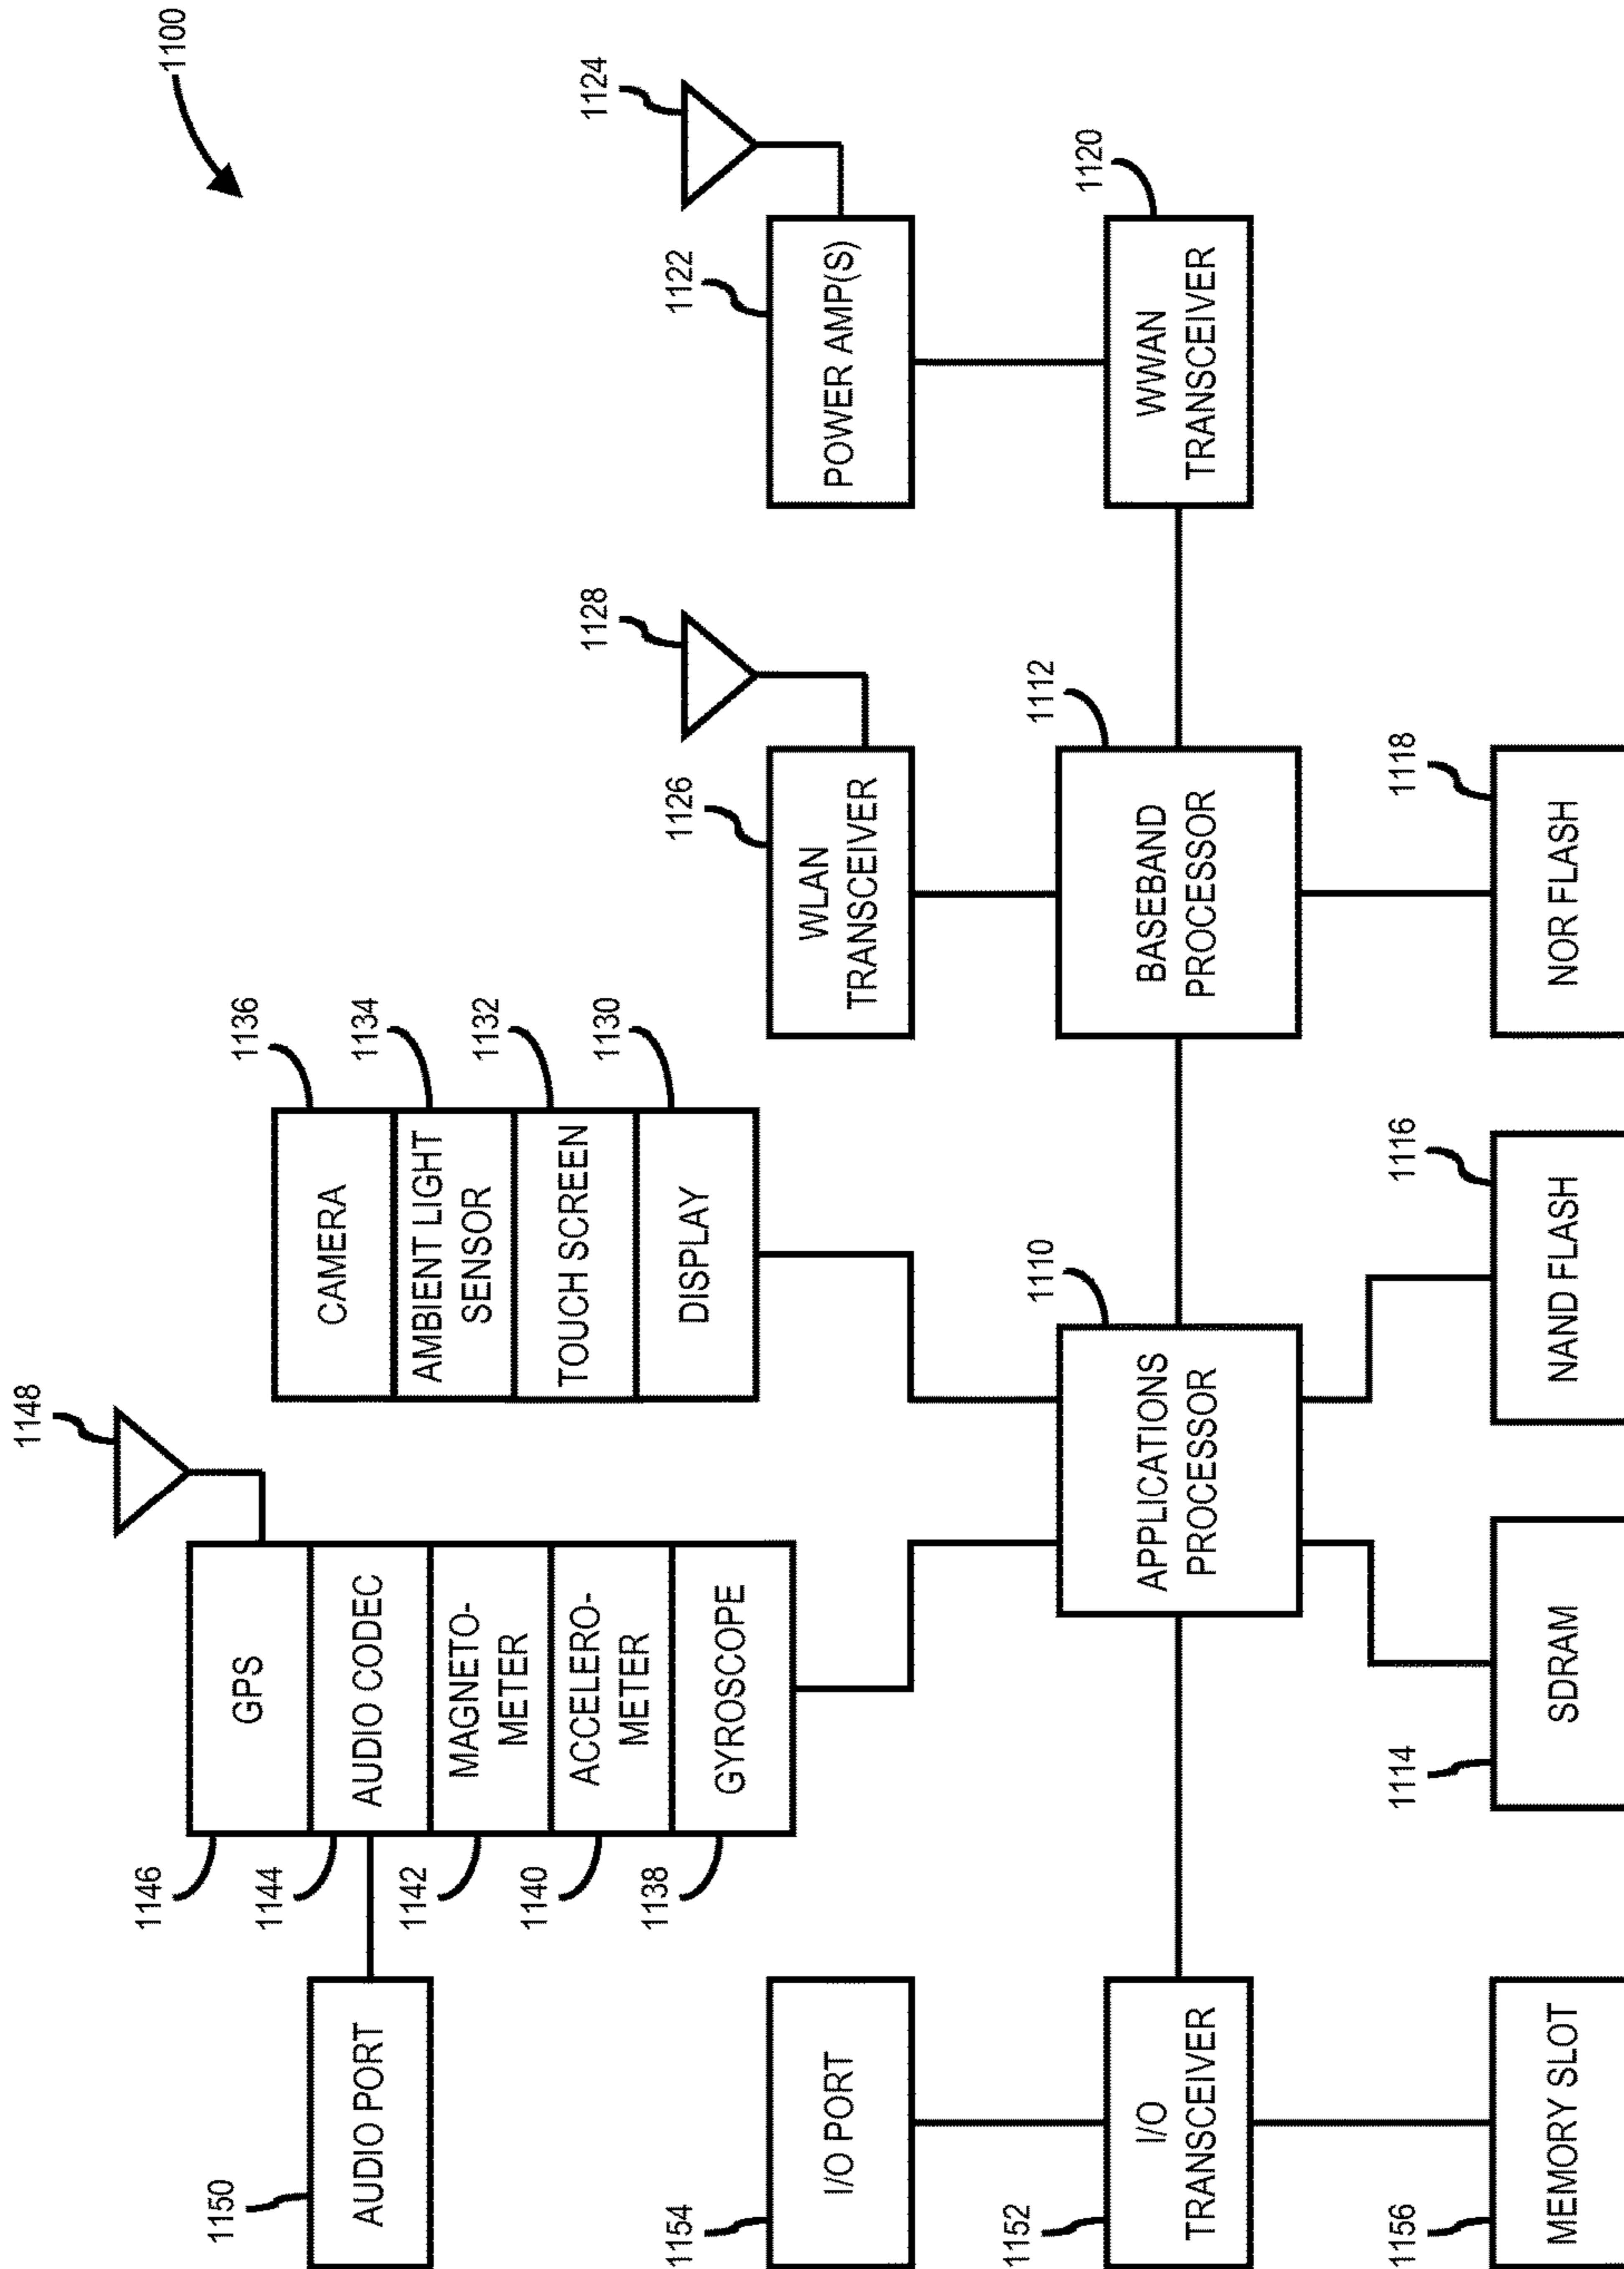 1100
1148
1146
GPS
1136
CAMERA
1150
AUDIO PORT
1144
AUDIO CODEC
1134
AMBIENT LIGHT
SENSOR
1142
MAGNETO-
METER
1132
TOUCH SCREEN
1140
ACCELERO-
METER
1130
DISPLAY
1138
GYROSCOPE
1128
1124
1154
I/O PORT
1126
WLAN
TRANSCEIVER
1122
POWER AMP(S)
1152
I/O
TRANSCEIVER
1110
APPLICATIONS
PROCESSOR
1112
BASEBAND
PROCESSOR
1120
WWAN
TRANSCEIVER
1156
MEMORY SLOT
1114
SDRAM
1116
NAND FLASH
1118
NOR FLASH